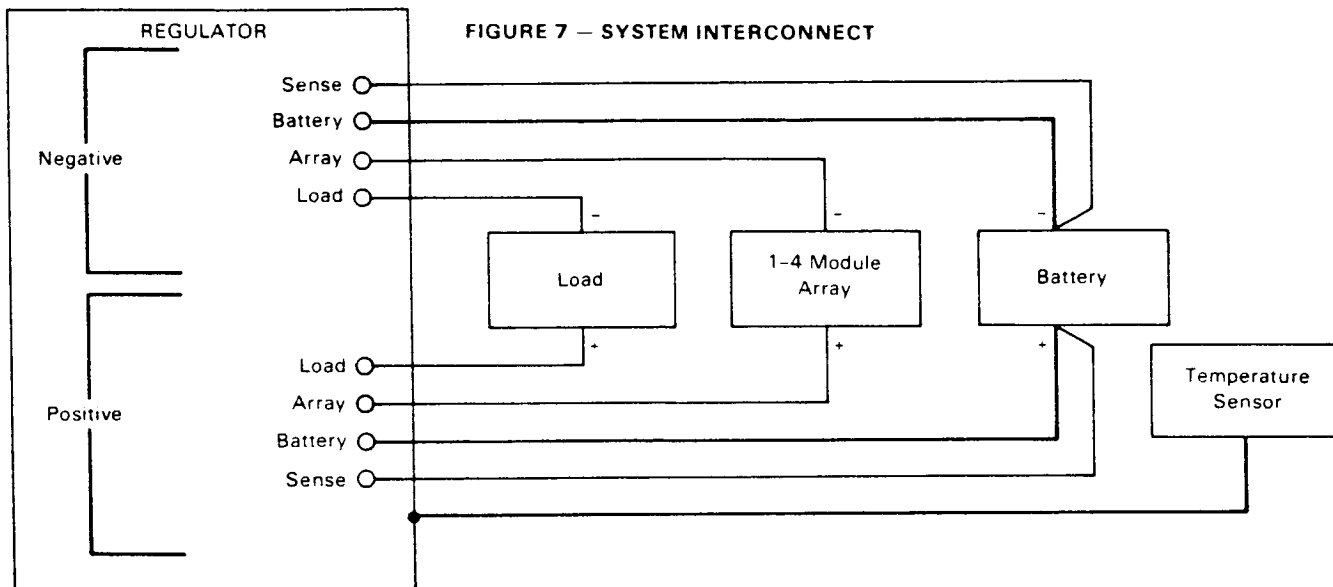 REGULATOR
FIGURE 7 — SYSTEM INTERCONNECT
Negative
Sense
Battery
Array
Load
−
−
−
Load
1-4 Module
Array
Battery
+
+
+
Positive
Load
Array
Battery
Sense
Temperature
Sensor